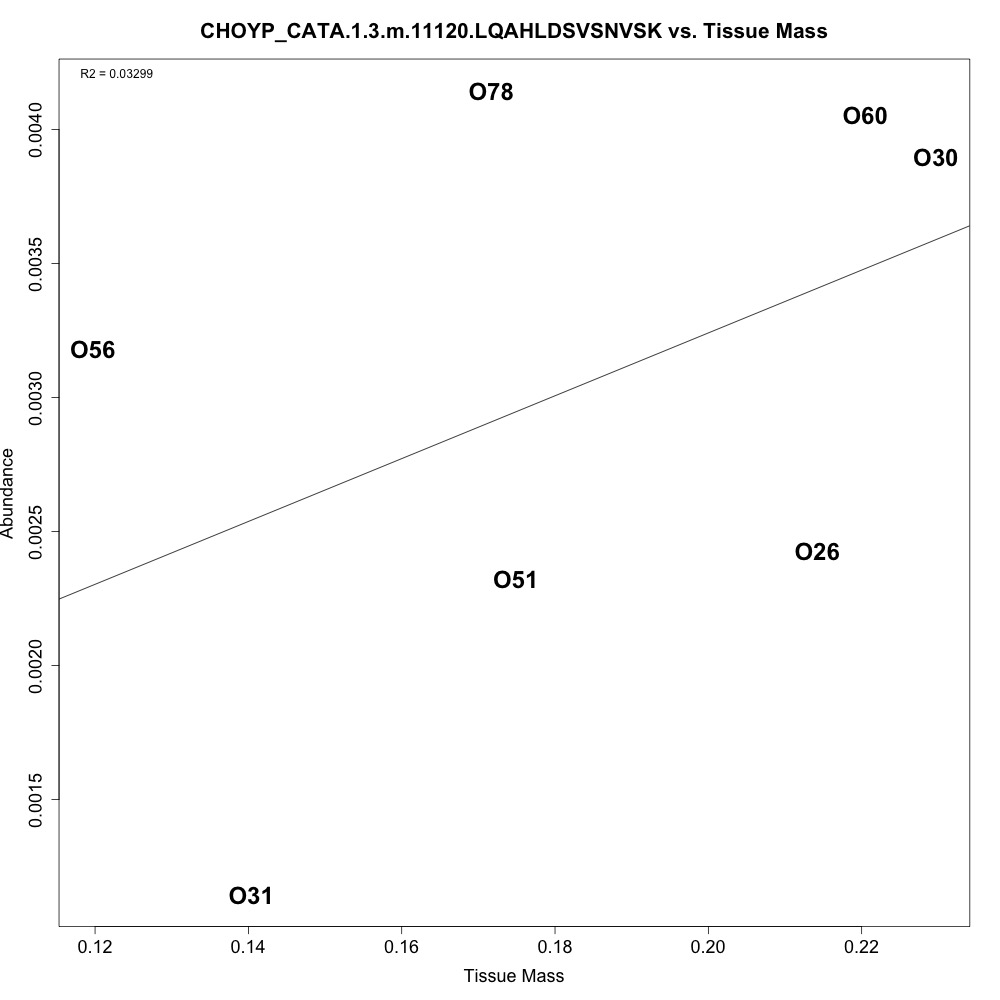 CHOYP_CATA.1.3.m.11120.LQAHLDSVSNVSK vs. Tissue Mass
R2 = 0.03299
O78
O60
O30
O56
O26
O51
O31
Abundance
0.0040
0.0035
0.0030
0.0025
0.0020
0.0015
0.12 0.14 0.16 0.18 0.20 0.22
Tissue Mass